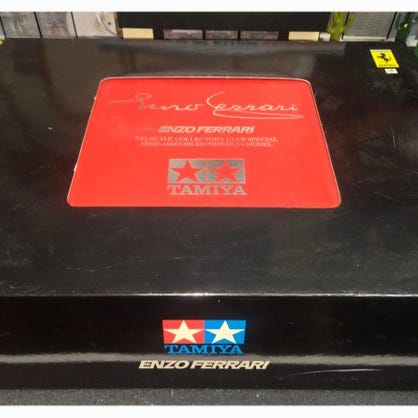 Enzo Ferrari
ENZO FERRARI
1:12 SCALE COLLECTOR'S CLUB SPECIAL
SEMI-ASSEMBLED PREMIUM MODEL
TAMIYA
TAMIYA
ENZO FERRARI